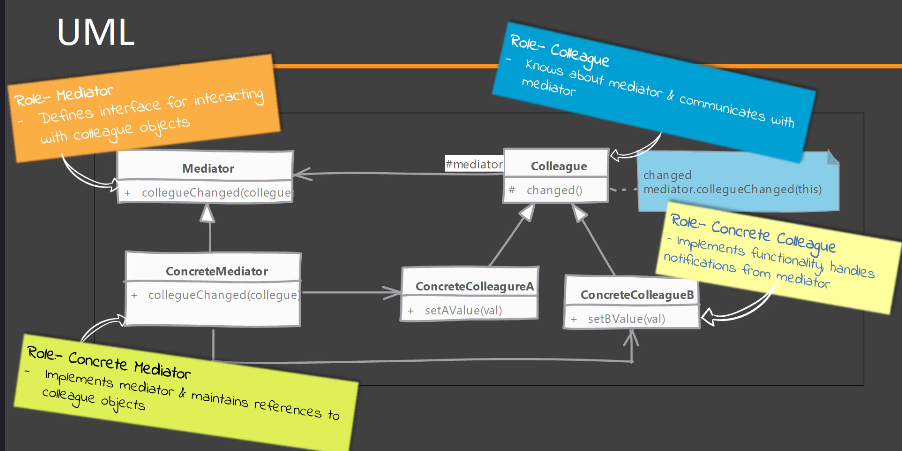 UML
Role- Mediator
- Defines interface for interacting
with colleague objects
Role- Colleague
- Knows about mediator & communicates with
mediator
Mediator
+ collegueChanged(collegue
#mediator
Colleague
# changed()
changed
mediator.collegueChanged(this)
Role- Concrete Colleague
- Implements functionality, handles
notifications from mediator
ConcreteMediator
+ collegueChanged(collegue
ConcreteColleagureA
+ setAValue(val)
ConcreteColleagueB
+ setBValue(val)
Role- Concrete Mediator
- Implements mediator & maintains references to
colleague objects